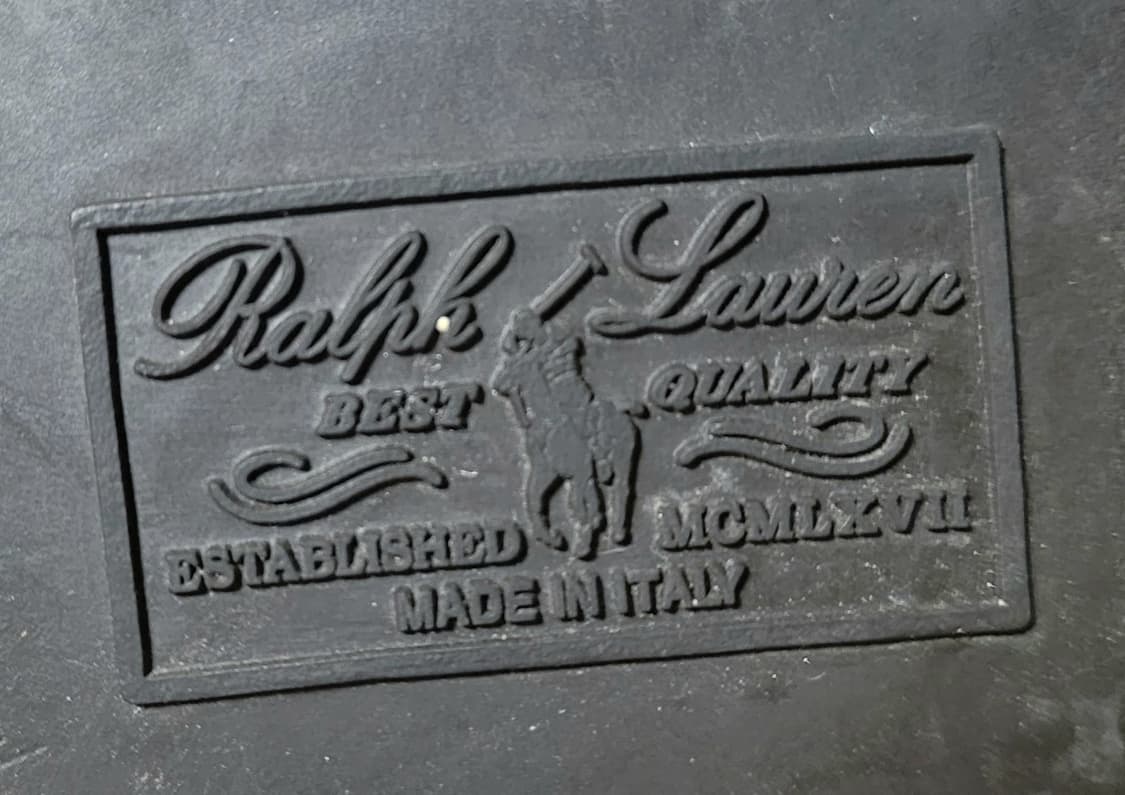 Ralph Lauren
BEST QUALITY
ESTABLISHED MCMLXVII
MADE IN ITALY